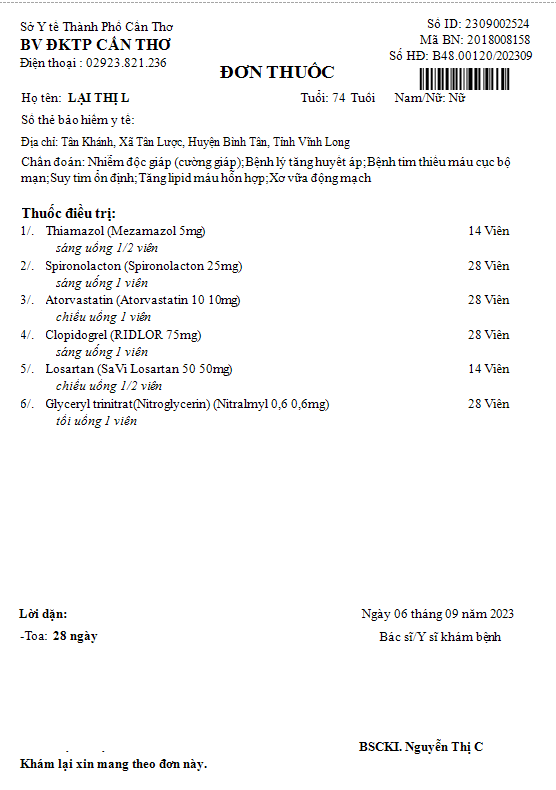 Sở Y tế Thành Phố Cần Thơ
BV ĐKTP CẦN THƠ
Điện thoại : 02923.821.236
Số ID: 2309002524
Mã BN: 2018008158
Số HĐ: B48.00120/202309
ĐƠN THUỐC
Họ tên: LẠI THỊ L Tuổi: 74 Tuổi Nam/Nữ: Nữ
Số thẻ bảo hiểm y tế:
Địa chỉ: Tân Khánh, Xã Tân Lược, Huyện Bình Tân, Tỉnh Vĩnh Long
Chẩn đoán: Nhiễm độc giáp (cường giáp);Bệnh lý tăng huyết áp;Bệnh tim thiếu máu cục bộ
mạn;Suy tim ổn định;Tăng lipid máu hỗn hợp;Xơ vữa động mạch
Thuốc điều trị:
1/. Thiamazol (Mezamazol 5mg) 14 Viên
sáng uống 1/2 viên
2/. Spironolacton (Spironolacton 25mg) 28 Viên
sáng uống 1 viên
3/. Atorvastatin (Atorvastatin 10 10mg) 28 Viên
chiều uống 1 viên
4/. Clopidogrel (RIDLOR 75mg) 28 Viên
sáng uống 1 viên
5/. Losartan (SaVi Losartan 50 50mg) 14 Viên
chiều uống 1/2 viên
6/. Glyceryl trinitrat(Nitroglycerin) (Nitralmyl 0,6 0,6mg) 28 Viên
tối uống 1 viên
Lời dặn:
-Toa: 28 ngày
Ngày 06 tháng 09 năm 2023
Bác sĩ/Y sĩ khám bệnh
BSCKI. Nguyễn Thị C
Khám lại xin mang theo đơn này.